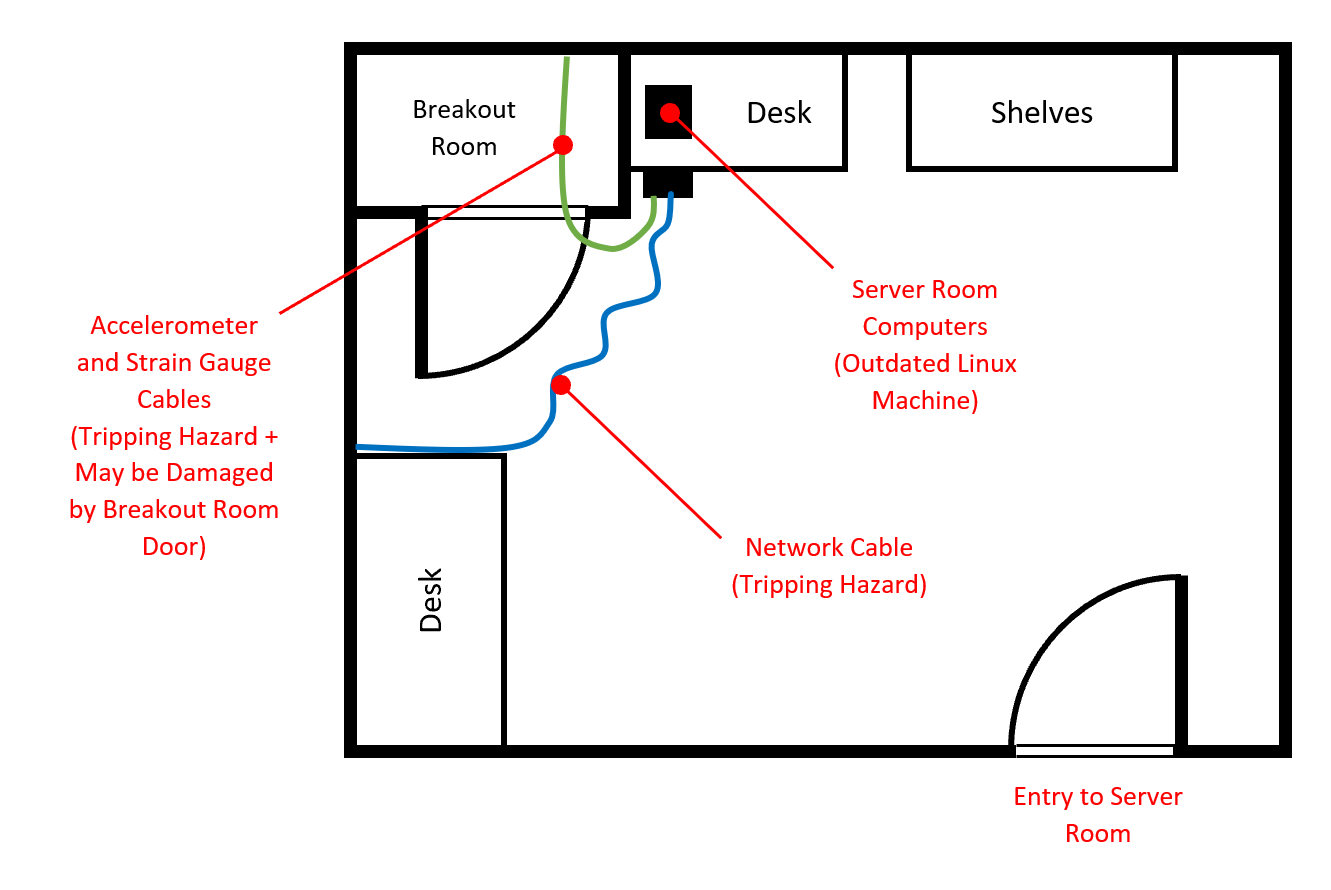 Breakout
Room
Desk
Shelves
Accelerometer
and Strain Gauge
Cables
(Tripping Hazard +
May be Damaged
by Breakout Room
Door)
Server Room
Computers
(Outdated Linux
Machine)
Network Cable
(Tripping Hazard)
Desk
Entry to Server
Room